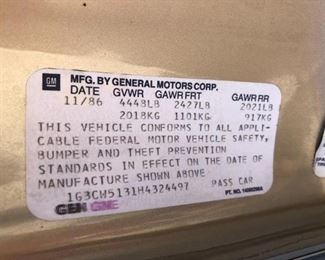 GM
MFG. BY GENERAL MOTORS CORP.
DATE GVWR GAWR FRT GAWR RR
11/86 4448LB 2427LB 2021LB
2018KG 1101KG 917KG
THIS VEHICLE CONFORMS TO ALL APPLI-
CABLE FEDERAL MOTOR VEHICLE SAFETY,
BUMPER AND THEFT PREVENTION
STANDARDS IN EFFECT ON THE DATE OF
MANUFACTURE SHOWN ABOVE
1G3CW5131H4324497 PASS CAR
PT. NO.